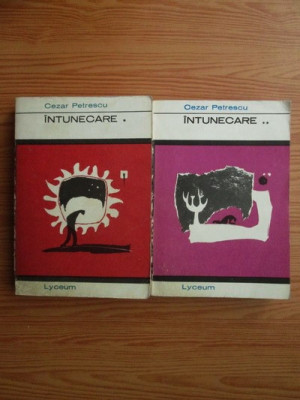 Cezar Petrescu
ÎNTUNECARE *
Lyceum
Cezar Petrescu
ÎNTUNECARE **
Lyceum